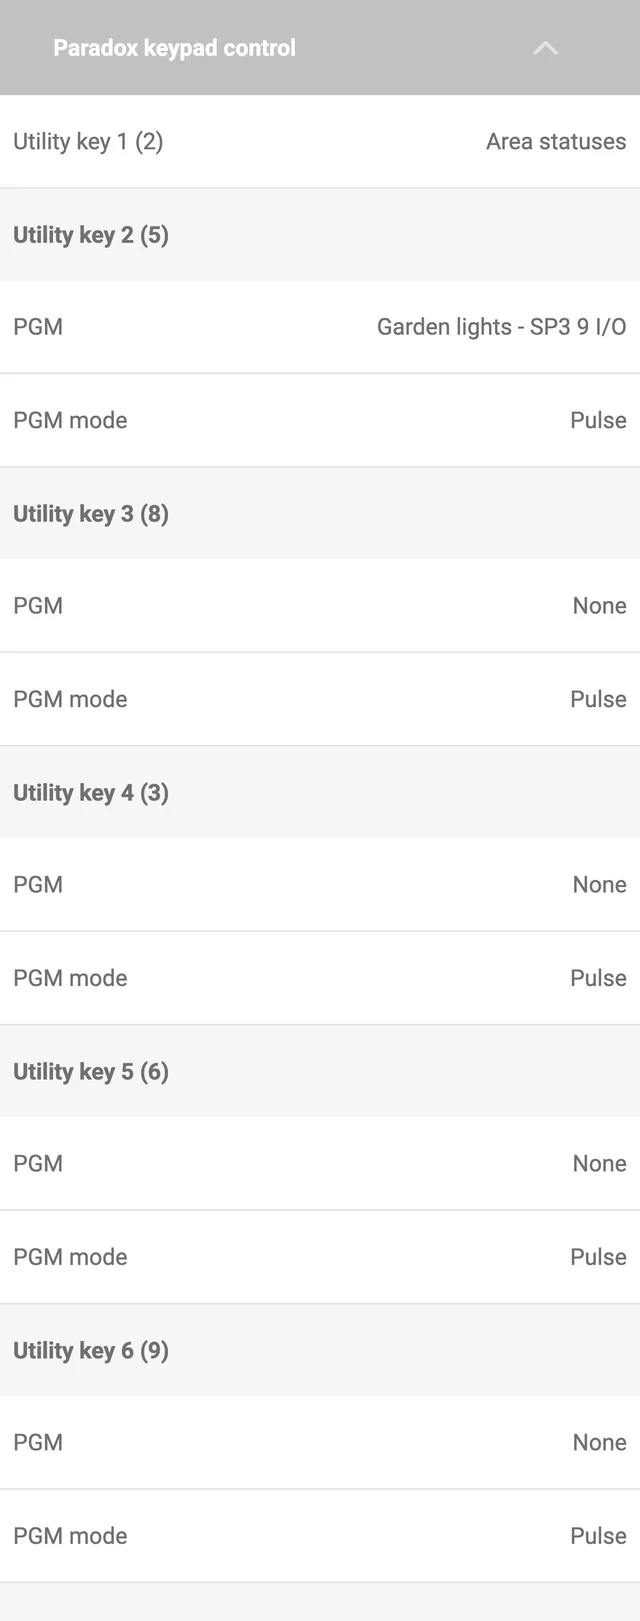 Paradox keypad control
Utility key 1 (2) Area statuses
Utility key 2 (5)
PGM Garden lights - SP3 9 I/O
PGM mode Pulse
Utility key 3 (8)
PGM None
PGM mode Pulse
Utility key 4 (3)
PGM None
PGM mode Pulse
Utility key 5 (6)
PGM None
PGM mode Pulse
Utility key 6 (9)
PGM None
PGM mode Pulse